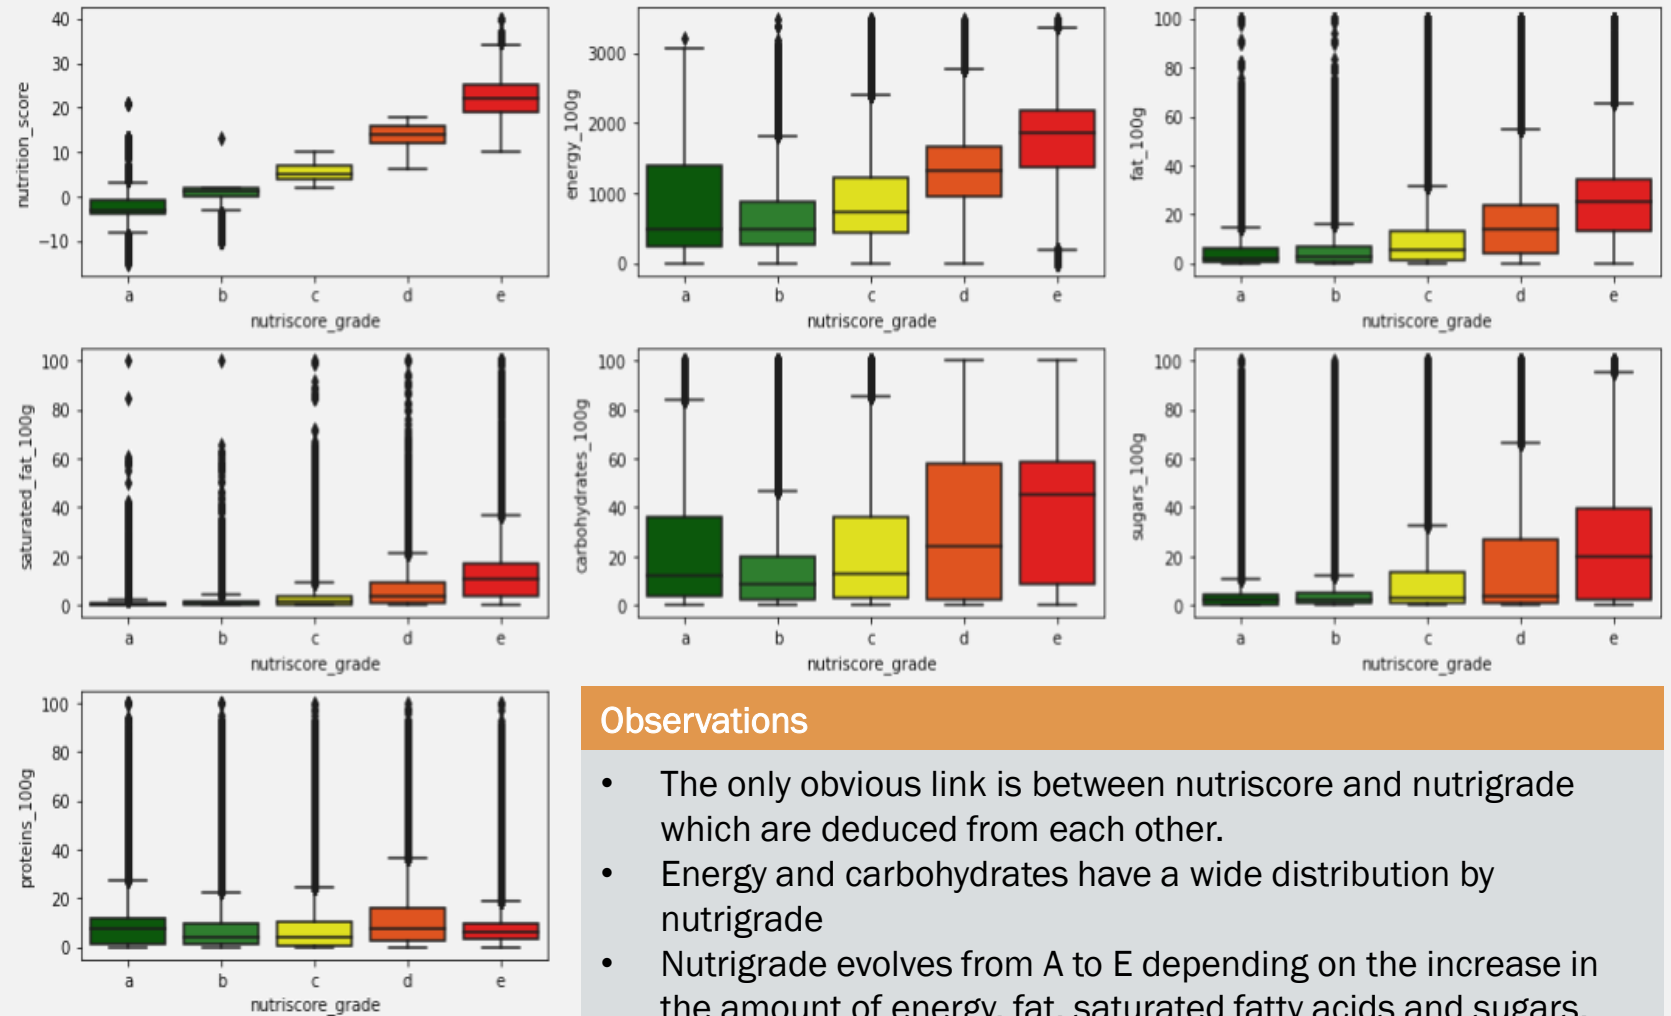 40
30
20
10
0
−10
nutrition_score
a b c d e
nutriscore_grade
3000
2000
1000
0
energy_100g
a b c d e
nutriscore_grade
100
80
60
40
20
0
fat_100g
a b c d e
nutriscore_grade
100
80
60
40
20
0
saturated_fat_100g
a b c d e
nutriscore_grade
100
80
60
40
20
0
carbohydrates_100g
a b c d e
nutriscore_grade
100
80
60
40
20
0
sugars_100g
a b c d e
nutriscore_grade
100
80
60
40
20
0
proteins_100g
a b c d e
nutriscore_grade
Observations
• The only obvious link is between nutriscore and nutrigrade
which are deduced from each other.
• Energy and carbohydrates have a wide distribution by
nutrigrade
• Nutrigrade evolves from A to E depending on the increase in
the amount of energy, fat, saturated fatty acids and sugars.